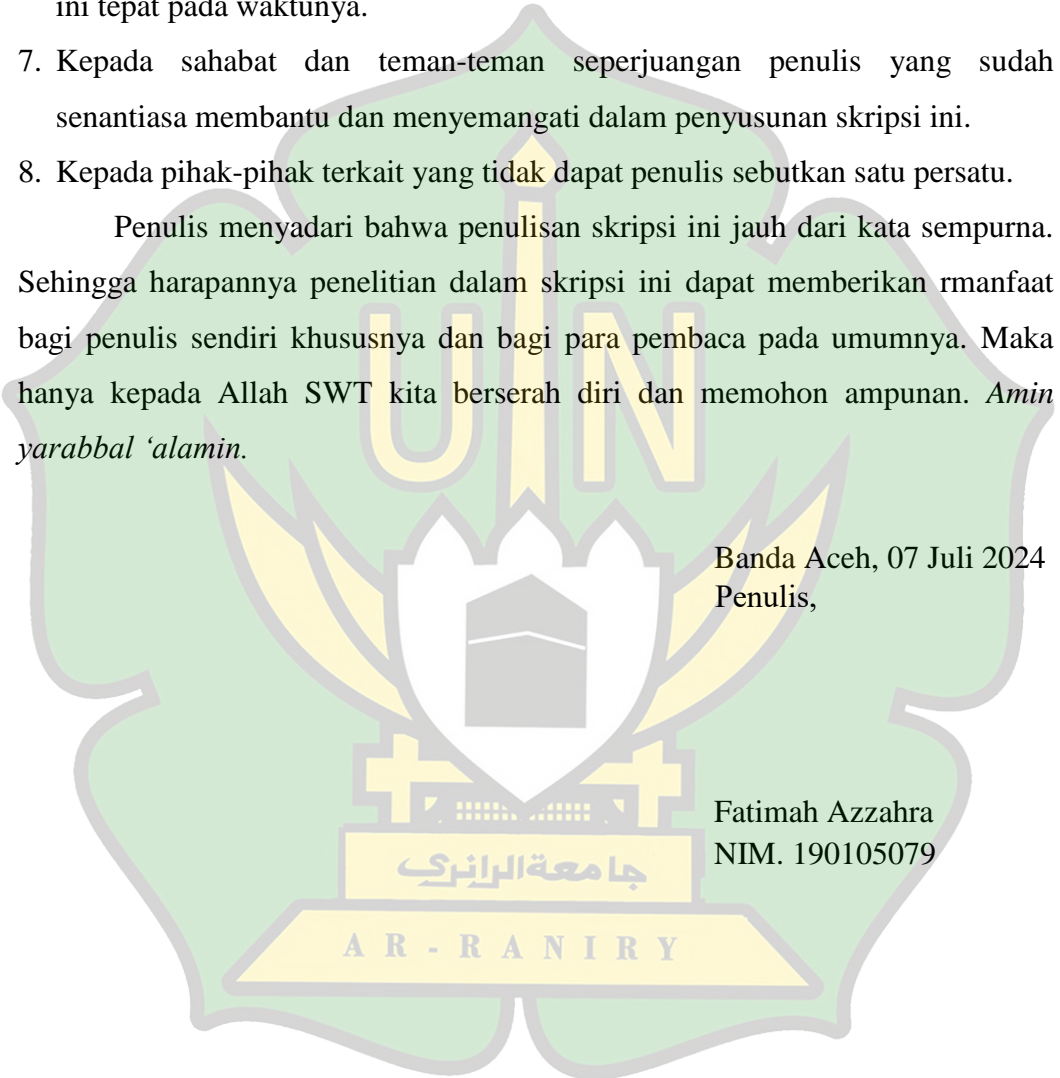 ini tepat pada waktunya.
7. Kepada sahabat dan teman-teman seperjuangan penulis yang sudah
senantiasa membantu dan menyemangati dalam penyusunan skripsi ini.
8. Kepada pihak-pihak terkait yang tidak dapat penulis sebutkan satu persatu.
Penulis menyadari bahwa penulisan skripsi ini jauh dari kata sempurna.
Sehingga harapannya penelitian dalam skripsi ini dapat memberikan rmanfaat
bagi penulis sendiri khususnya dan bagi para pembaca pada umumnya. Maka
hanya kepada Allah SWT kita berserah diri dan memohon ampunan. Amin
yarabbal ‘alamin.
UIN
Banda Aceh, 07 Juli 2024
Penulis,
Fatimah Azzahra
NIM. 190105079
جامعةالرانري
AR-RANIRY